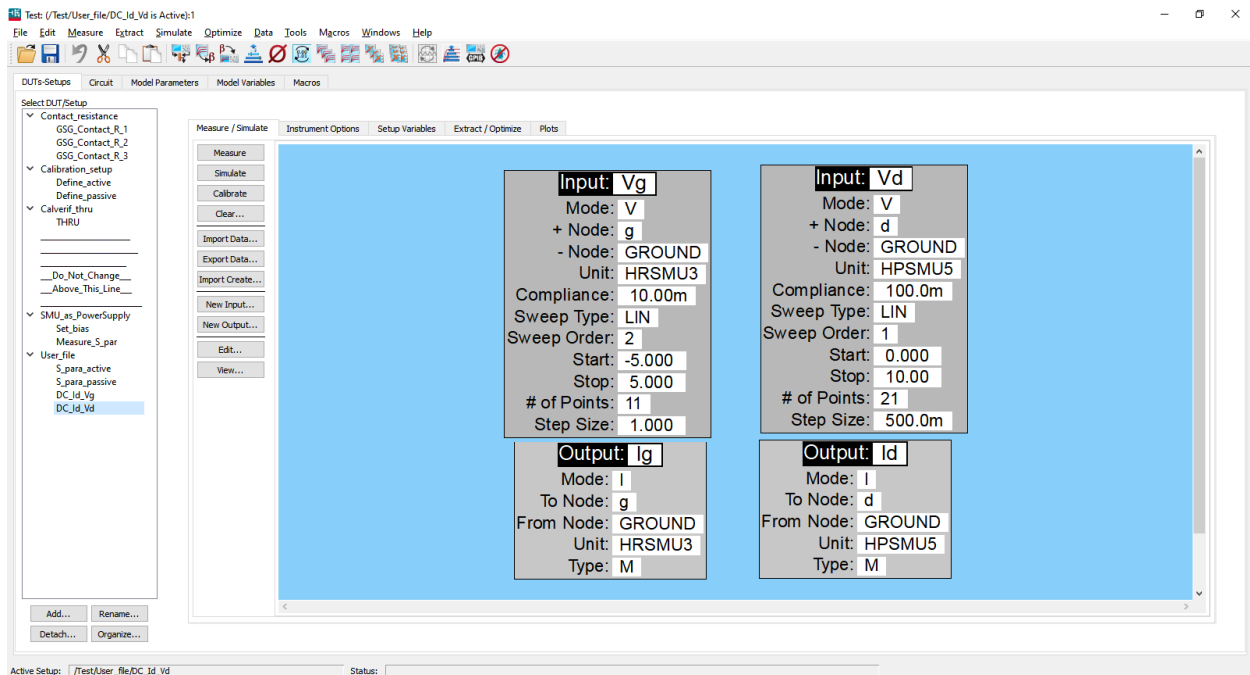 Test: (/Test/User_file/DC_Id_Vd is Active):1
File Edit Measure Extract Simulate Optimize Data Tools Macros Windows Help
DUTs-Setups Circuit Model Parameters Model Variables Macros
Select DUT/Setup
Contact_resistance
GSG_Contact_R_1
GSG_Contact_R_2
GSG_Contact_R_3
Calibration_setup
Define_active
Define_passive
Calverif_thru
THRU
___Do_Not_Change___
___Above_This_Line___
SMU_as_PowerSupply
Set_bias
Measure_S_par
User_file
S_para_active
S_para_passive
DC_Id_Vg
DC_Id_Vd
Add... Rename...
Detach... Organize...
Measure / Simulate Instrument Options Setup Variables Extract / Optimize Plots
Measure
Simulate
Calibrate
Clear...
Import Data...
Export Data...
Import Create...
New Input...
New Output...
Edit...
View...
Input: Vg
Mode: V
+ Node: g
- Node: GROUND
Unit: HRSMU3
Compliance: 10.00m
Sweep Type: LIN
Sweep Order: 2
Start: -5.000
Stop: 5.000
# of Points: 11
Step Size: 1.000
Output: Ig
Mode: I
To Node: g
From Node: GROUND
Unit: HRSMU3
Type: M
Input: Vd
Mode: V
+ Node: d
- Node: GROUND
Unit: HPSMU5
Compliance: 100.0m
Sweep Type: LIN
Sweep Order: 1
Start: 0.000
Stop: 10.00
# of Points: 21
Step Size: 500.0m
Output: Id
Mode: I
To Node: d
From Node: GROUND
Unit: HPSMU5
Type: M
Active Setup: /Test/User_file/DC_Id_Vd Status: